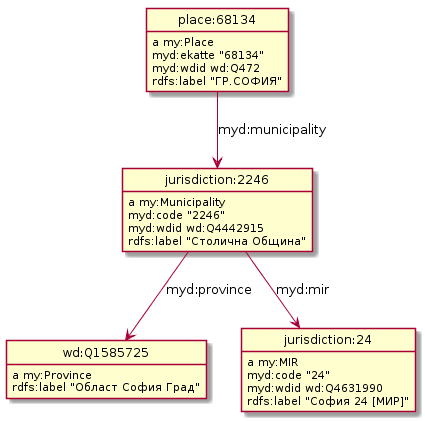 place:68134
a my:Place
myd:ekatte "68134"
myd:wdid wd:Q472
rdfs:label "ГР.СОФИЯ"
myd:municipality
jurisdiction:2246
a my:Municipality
myd:code "2246"
myd:wdid wd:Q4442915
rdfs:label "Столична Община"
myd:province
myd:mir
wd:Q1585725
a my:Province
rdfs:label "Област София Град"
jurisdiction:24
a my:MIR
myd:code "24"
myd:wdid wd:Q4631990
rdfs:label "София 24 [МИР]"